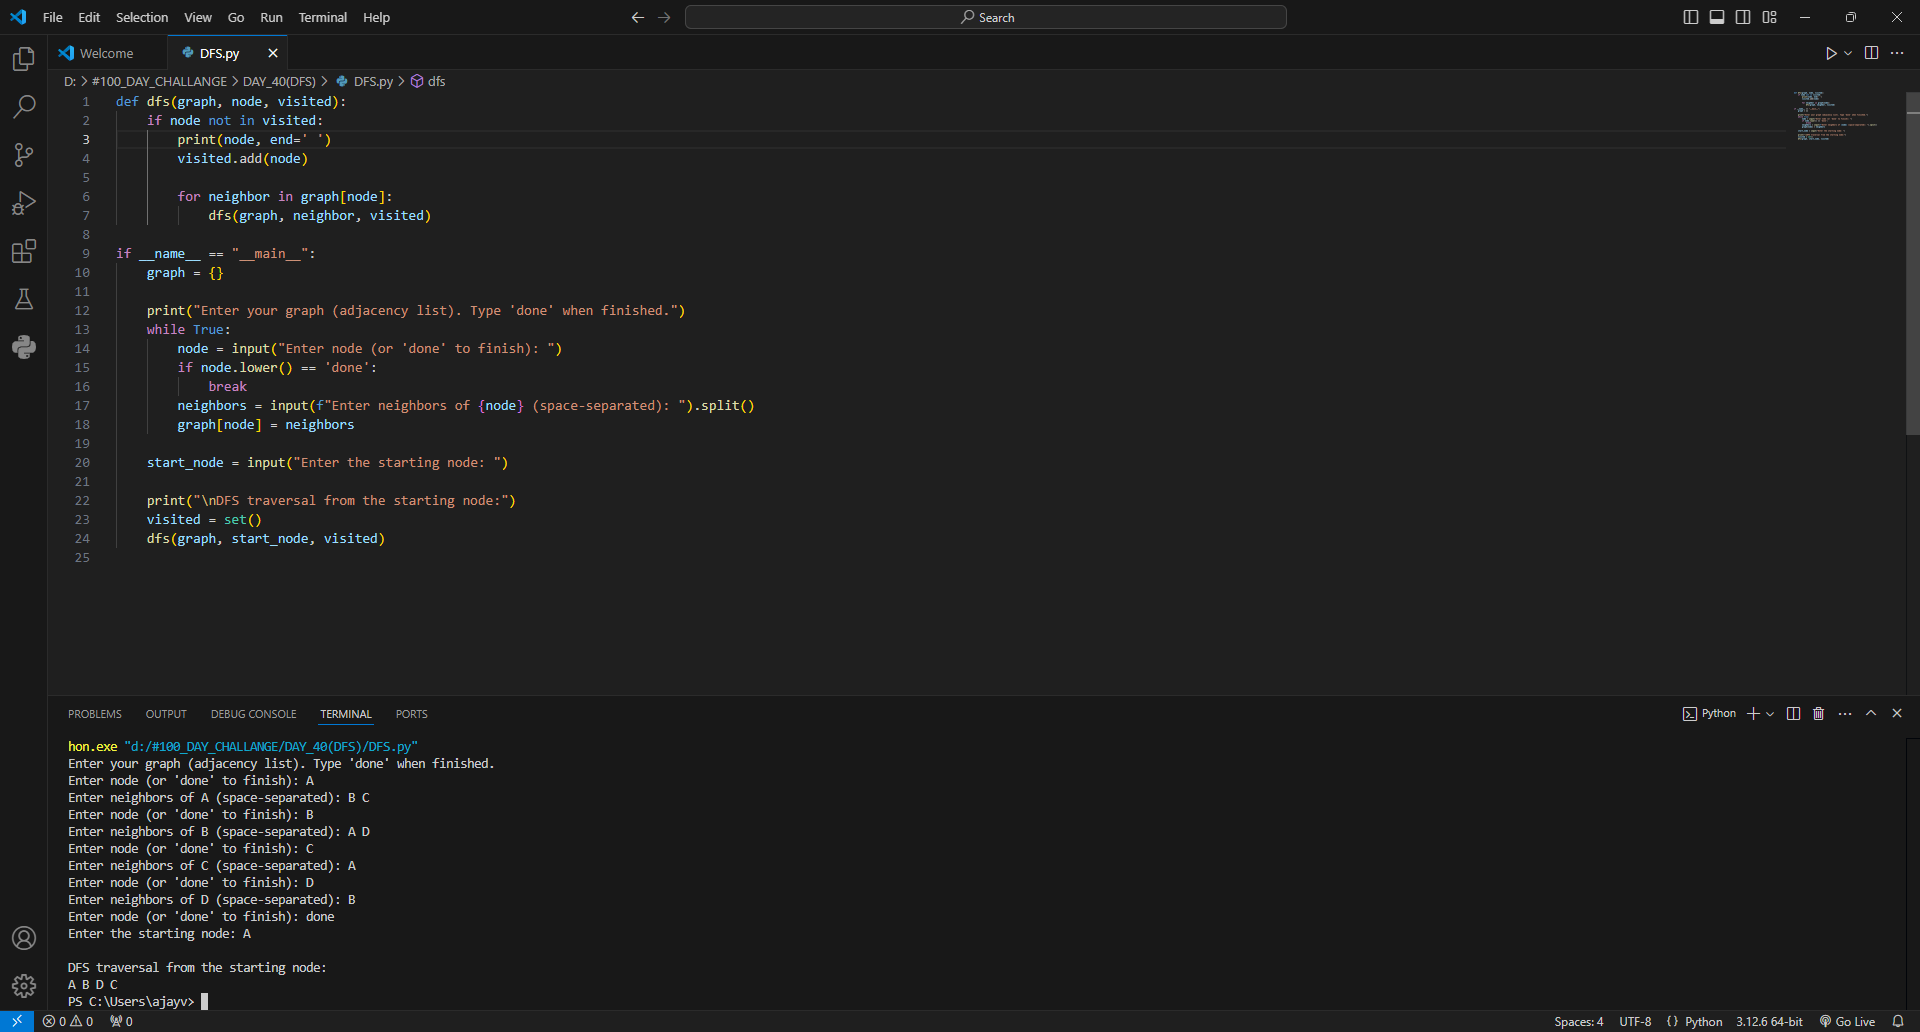 File Edit Selection View Go Run Terminal Help Search
Welcome DFS.py
D: > #100_DAY_CHALLANGE > DAY_40(DFS) > DFS.py > dfs
1 def dfs(graph, node, visited):
2     if node not in visited:
3         print(node, end=' ')
4         visited.add(node)
5
6         for neighbor in graph[node]:
7             dfs(graph, neighbor, visited)
8
9 if __name__ == "__main__":
10     graph = {}
11
12     print("Enter your graph (adjacency list). Type 'done' when finished.")
13     while True:
14         node = input("Enter node (or 'done' to finish): ")
15         if node.lower() == 'done':
16             break
17         neighbors = input(f"Enter neighbors of {node} (space-separated): ").split()
18         graph[node] = neighbors
19
20     start_node = input("Enter the starting node: ")
21
22     print("\nDFS traversal from the starting node:")
23     visited = set()
24     dfs(graph, start_node, visited)
25
PROBLEMS OUTPUT DEBUG CONSOLE TERMINAL PORTS Python
hon.exe "d:/#100_DAY_CHALLANGE/DAY_40(DFS)/DFS.py"
Enter your graph (adjacency list). Type 'done' when finished.
Enter node (or 'done' to finish): A
Enter neighbors of A (space-separated): B C
Enter node (or 'done' to finish): B
Enter neighbors of B (space-separated): A D
Enter node (or 'done' to finish): C
Enter neighbors of C (space-separated): A
Enter node (or 'done' to finish): D
Enter neighbors of D (space-separated): B
Enter node (or 'done' to finish): done
Enter the starting node: A

DFS traversal from the starting node:
A B D C
PS C:\Users\ajayv>
0 0 0 Spaces: 4 UTF-8 {} Python 3.12.6 64-bit Go Live